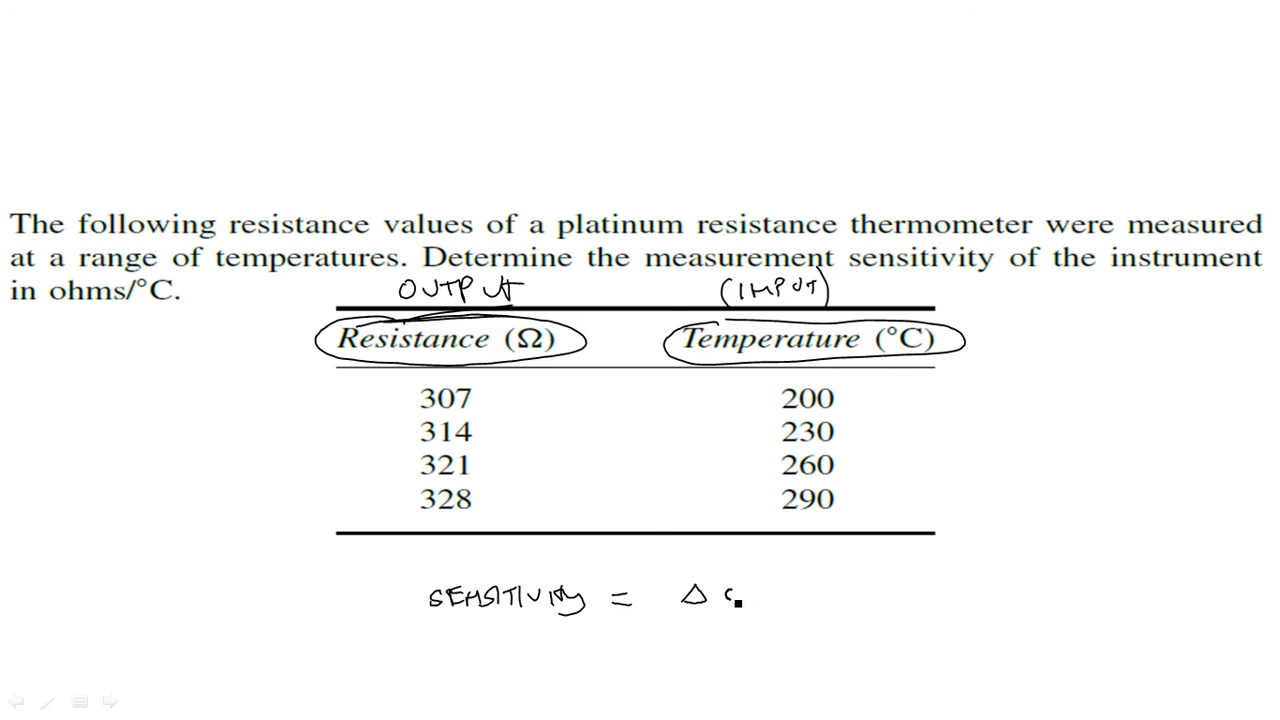 The following resistance values of a platinum resistance thermometer were measured
at a range of temperatures. Determine the measurement sensitivity of the instrument
in ohms/°C.
OUTPUT (INPUT)
Resistance (Ω) Temperature (°C)
307 200
314 230
321 260
328 290
SENSITIVITY = Δ